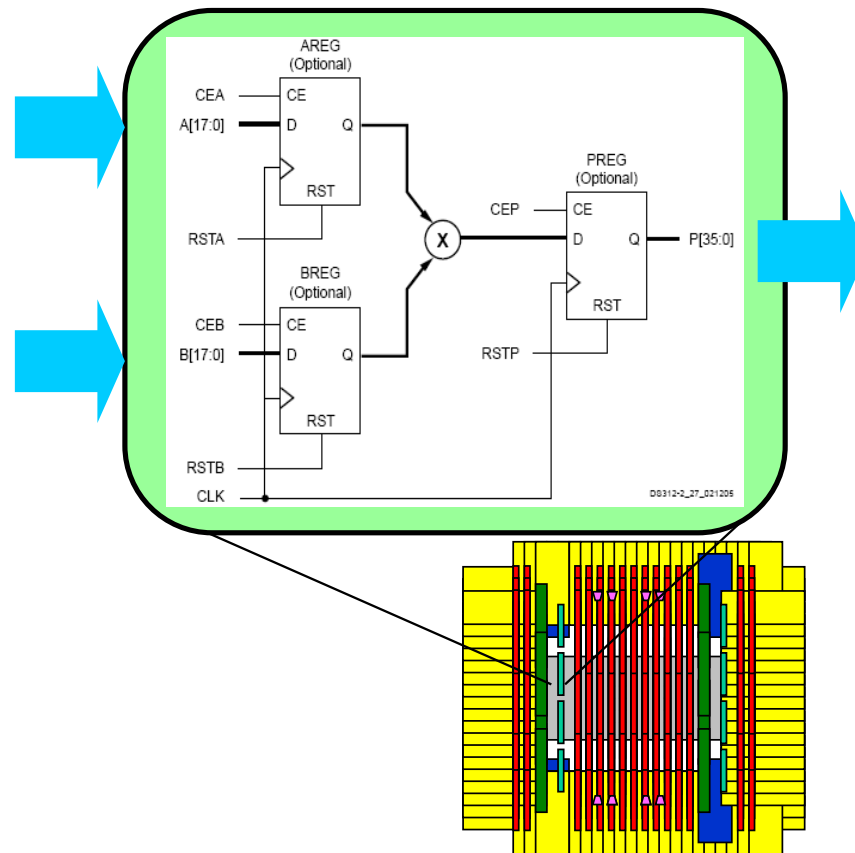 AREG
(Optional)
CEA
CE
A[17:0]
D
Q
RST
RSTA
PREG
(Optional)
CEP
CE
X
D
Q
P[35:0]
RST
RSTP
BREG
(Optional)
CEB
CE
B[17:0]
D
Q
RST
RSTB
CLK
DS312-2_27_021205